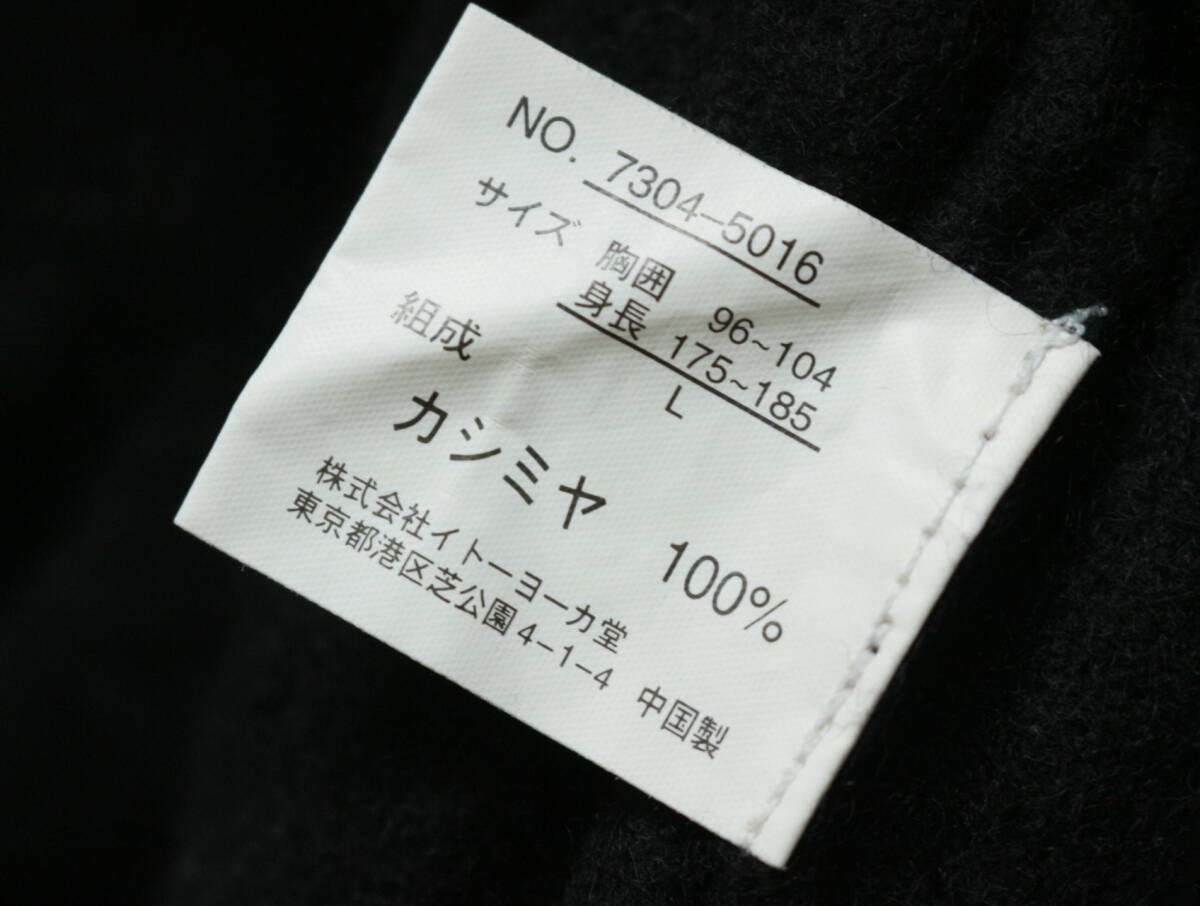 NO. 7304-5016
サイズ 胸囲 96~104
身長 175~185
L
組成
カシミヤ 100%
株式会社イトーヨーカ堂
東京都港区芝公園4-1-4 中国製